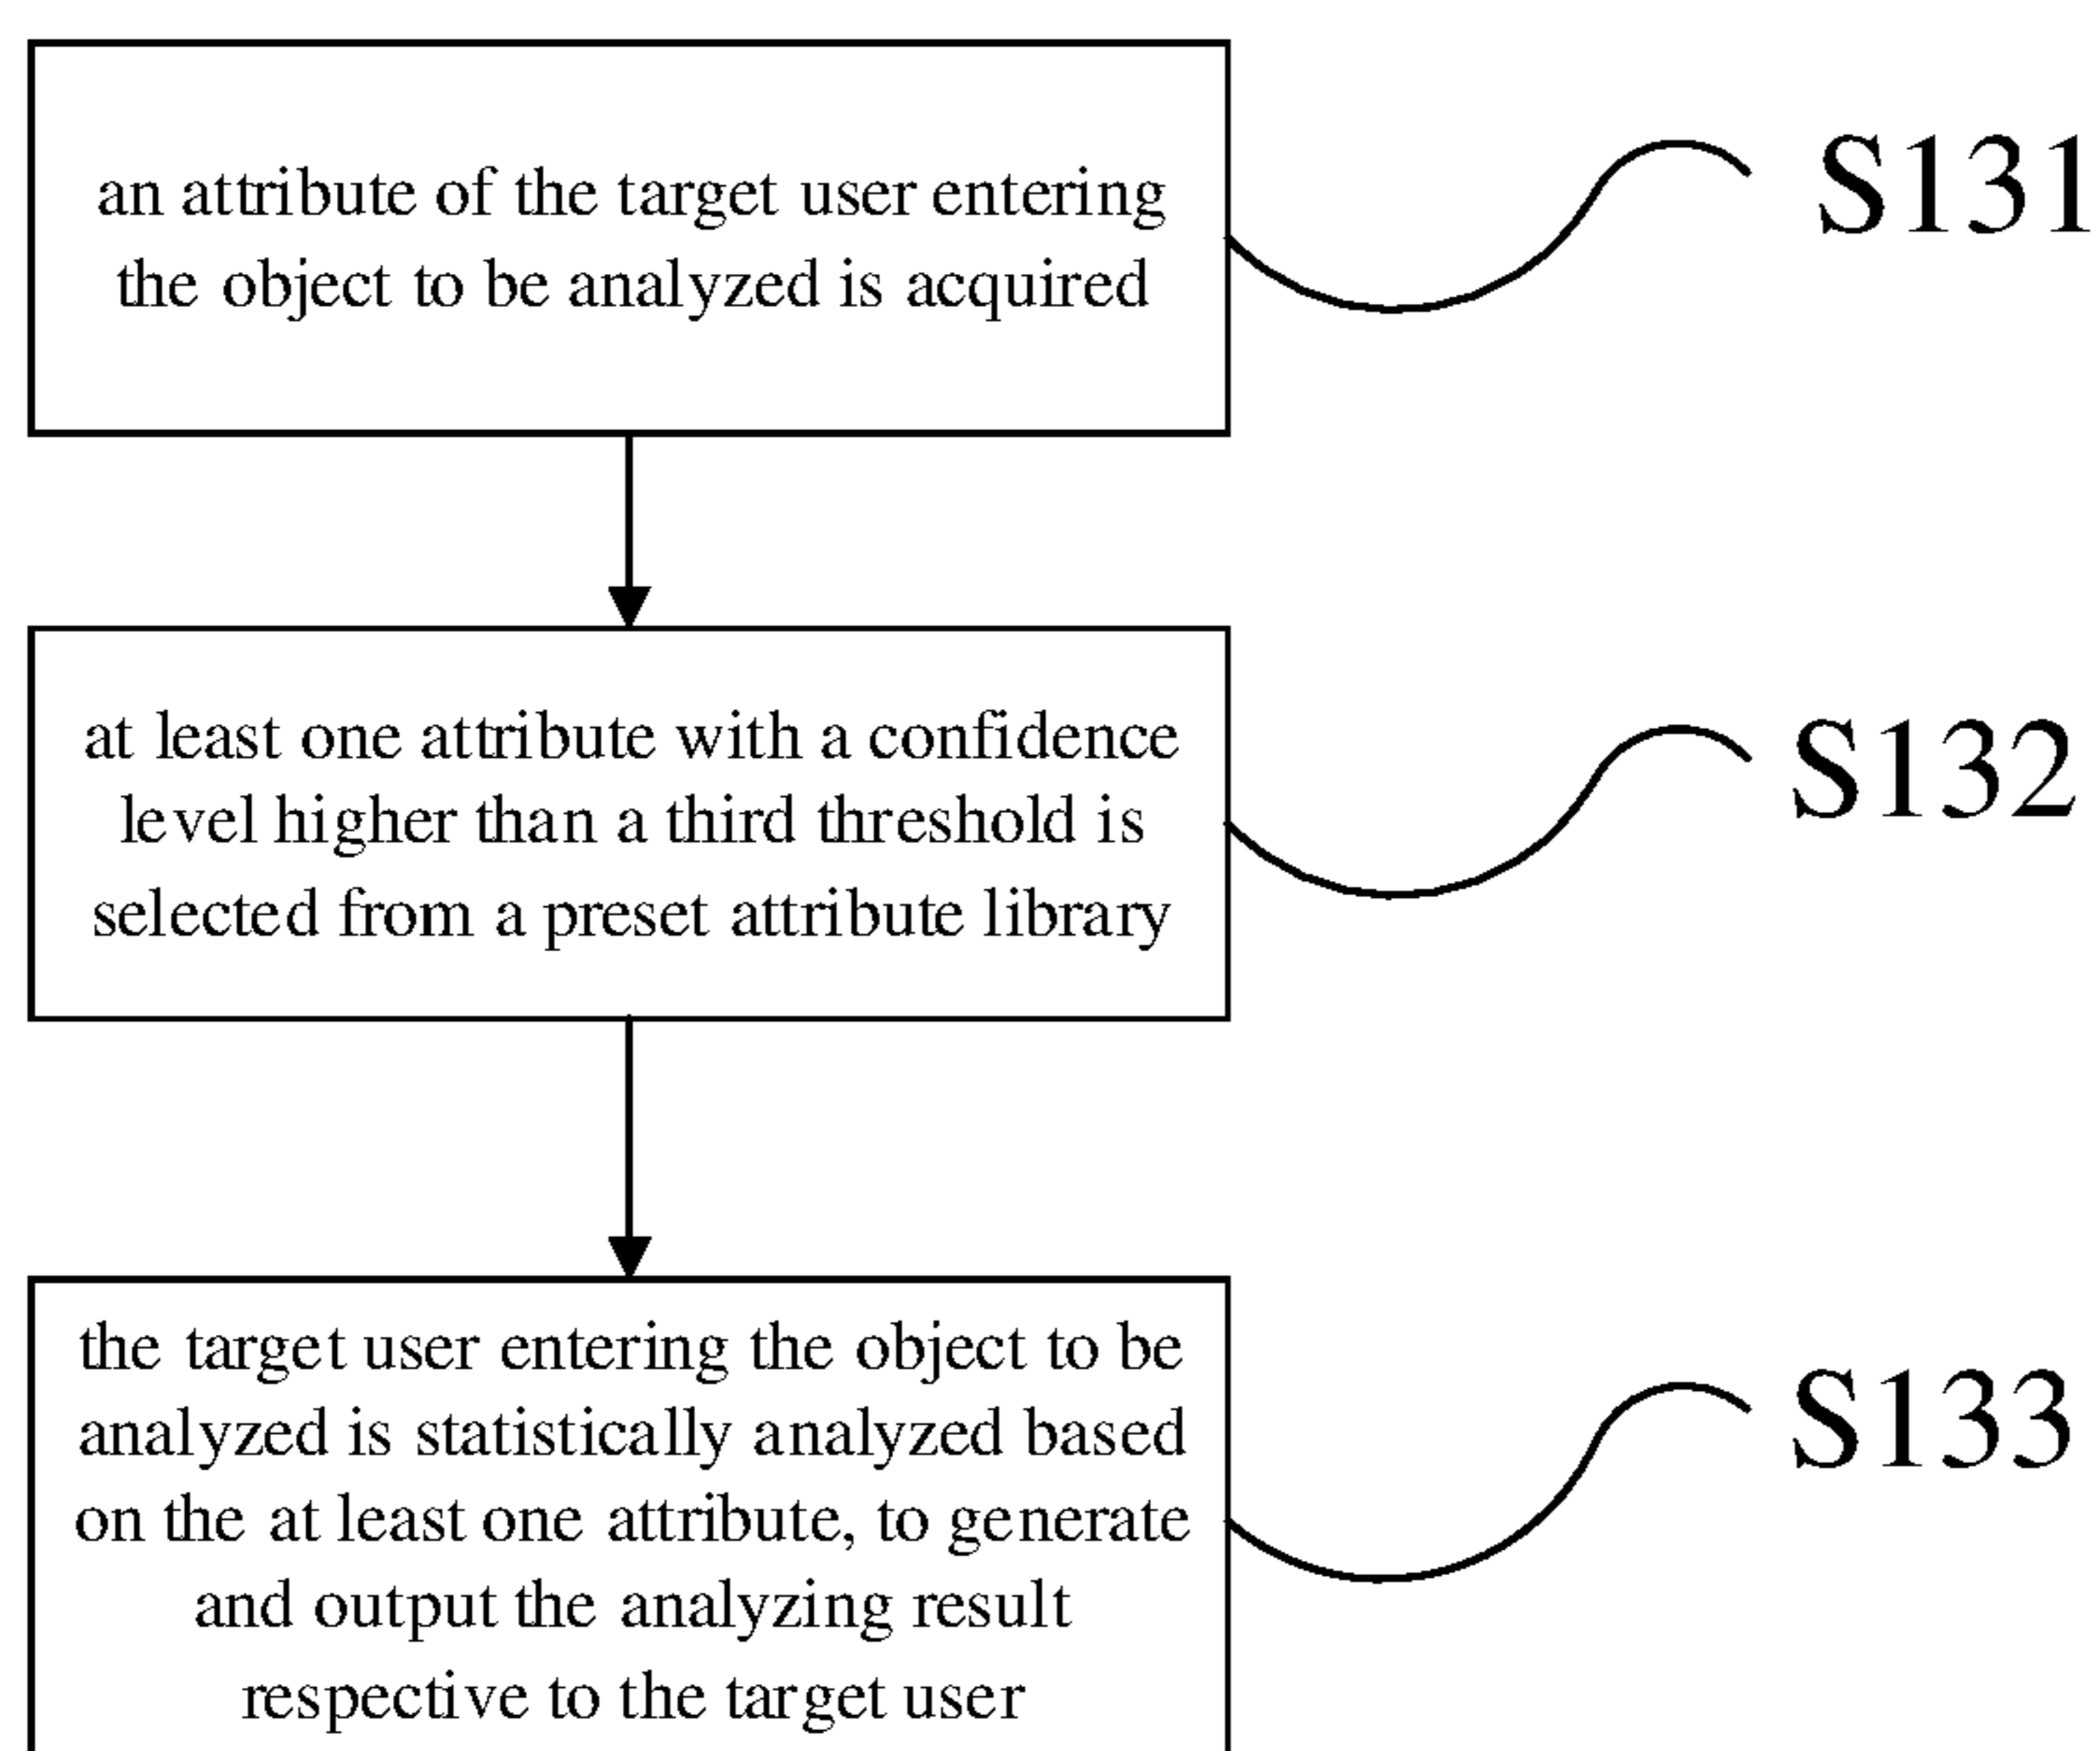 an attribute of the target user entering
the object to be analyzed is acquired
S131
at least one attribute with a confidence
level higher than a third threshold is
selected from a preset attribute library
S132
the target user entering the object to be
analyzed is statistically analyzed based
on the at least one attribute, to generate
and output the analyzing result
respective to the target user
S133